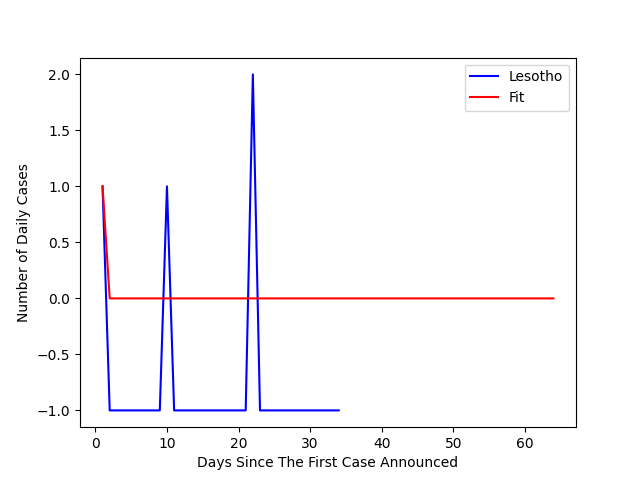 Lesotho
Fit
2.0
1.5
1.0
0.5
0.0
−0.5
−1.0
Number of Daily Cases
0 10 20 30 40 50 60
Days Since The First Case Announced